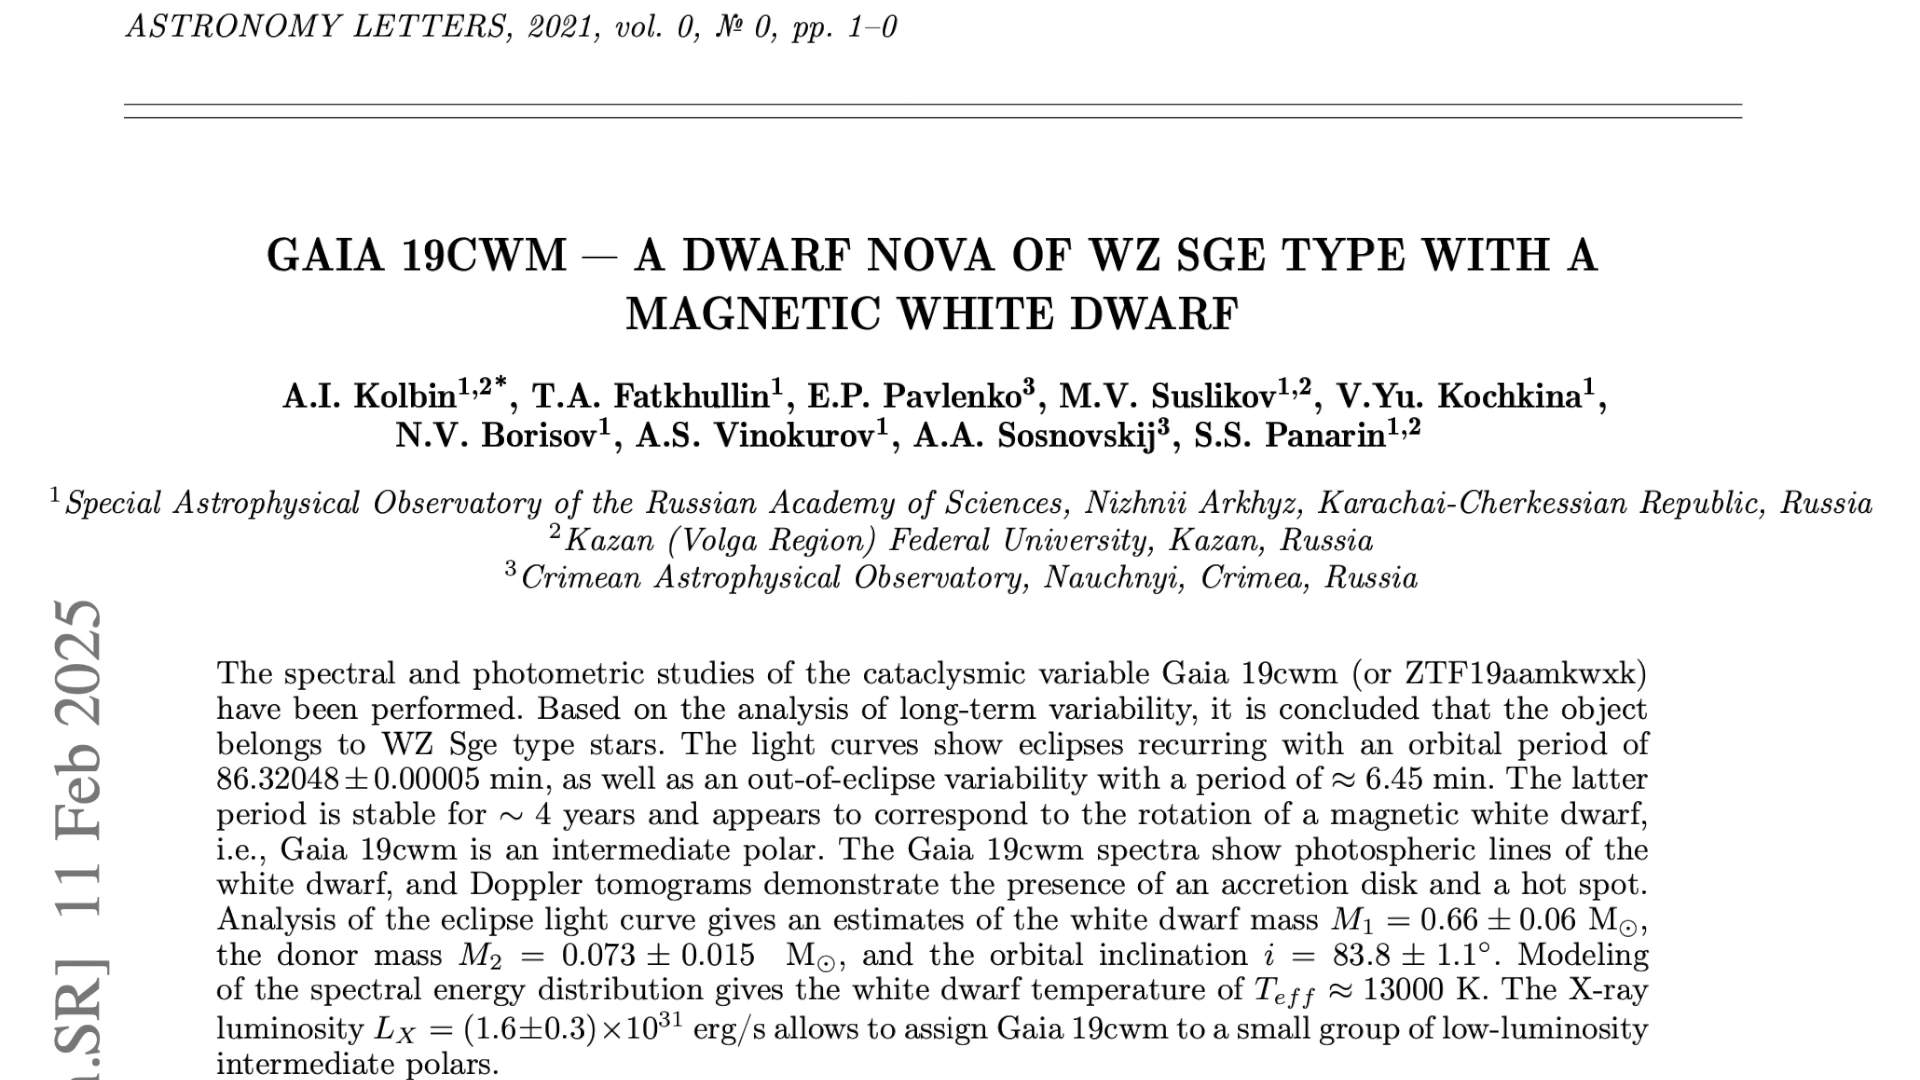 ASTRONOMY LETTERS, 2021, vol. 0, № 0, pp. 1–0
GAIA 19CWM — A DWARF NOVA OF WZ SGE TYPE WITH A
MAGNETIC WHITE DWARF
A.I. Kolbin¹,²*, T.A. Fatkhullin¹, E.P. Pavlenko³, M.V. Suslikov¹,², V.Yu. Kochkina¹,
N.V. Borisov¹, A.S. Vinokurov¹, A.A. Sosnovskij³, S.S. Panarin¹,²
¹Special Astrophysical Observatory of the Russian Academy of Sciences, Nizhnii Arkhyz, Karachai-Cherkessian Republic, Russia
²Kazan (Volga Region) Federal University, Kazan, Russia
³Crimean Astrophysical Observatory, Nauchnyi, Crimea, Russia
The spectral and photometric studies of the cataclysmic variable Gaia 19cwm (or ZTF19aamkwxk)
have been performed. Based on the analysis of long-term variability, it is concluded that the object
belongs to WZ Sge type stars. The light curves show eclipses recurring with an orbital period of
86.32048±0.00005 min, as well as an out-of-eclipse variability with a period of ≈ 6.45 min. The latter
period is stable for ∼ 4 years and appears to correspond to the rotation of a magnetic white dwarf,
i.e., Gaia 19cwm is an intermediate polar. The Gaia 19cwm spectra show photospheric lines of the
white dwarf, and Doppler tomograms demonstrate the presence of an accretion disk and a hot spot.
Analysis of the eclipse light curve gives an estimates of the white dwarf mass M₁ = 0.66 ± 0.06 M⊙,
the donor mass M₂ = 0.073 ± 0.015 M⊙, and the orbital inclination i = 83.8 ± 1.1°. Modeling
of the spectral energy distribution gives the white dwarf temperature of T_eff ≈ 13000 K. The X-ray
luminosity L_X = (1.6±0.3)×10³¹ erg/s allows to assign Gaia 19cwm to a small group of low-luminosity
intermediate polars.
.SR] 11 Feb 2025